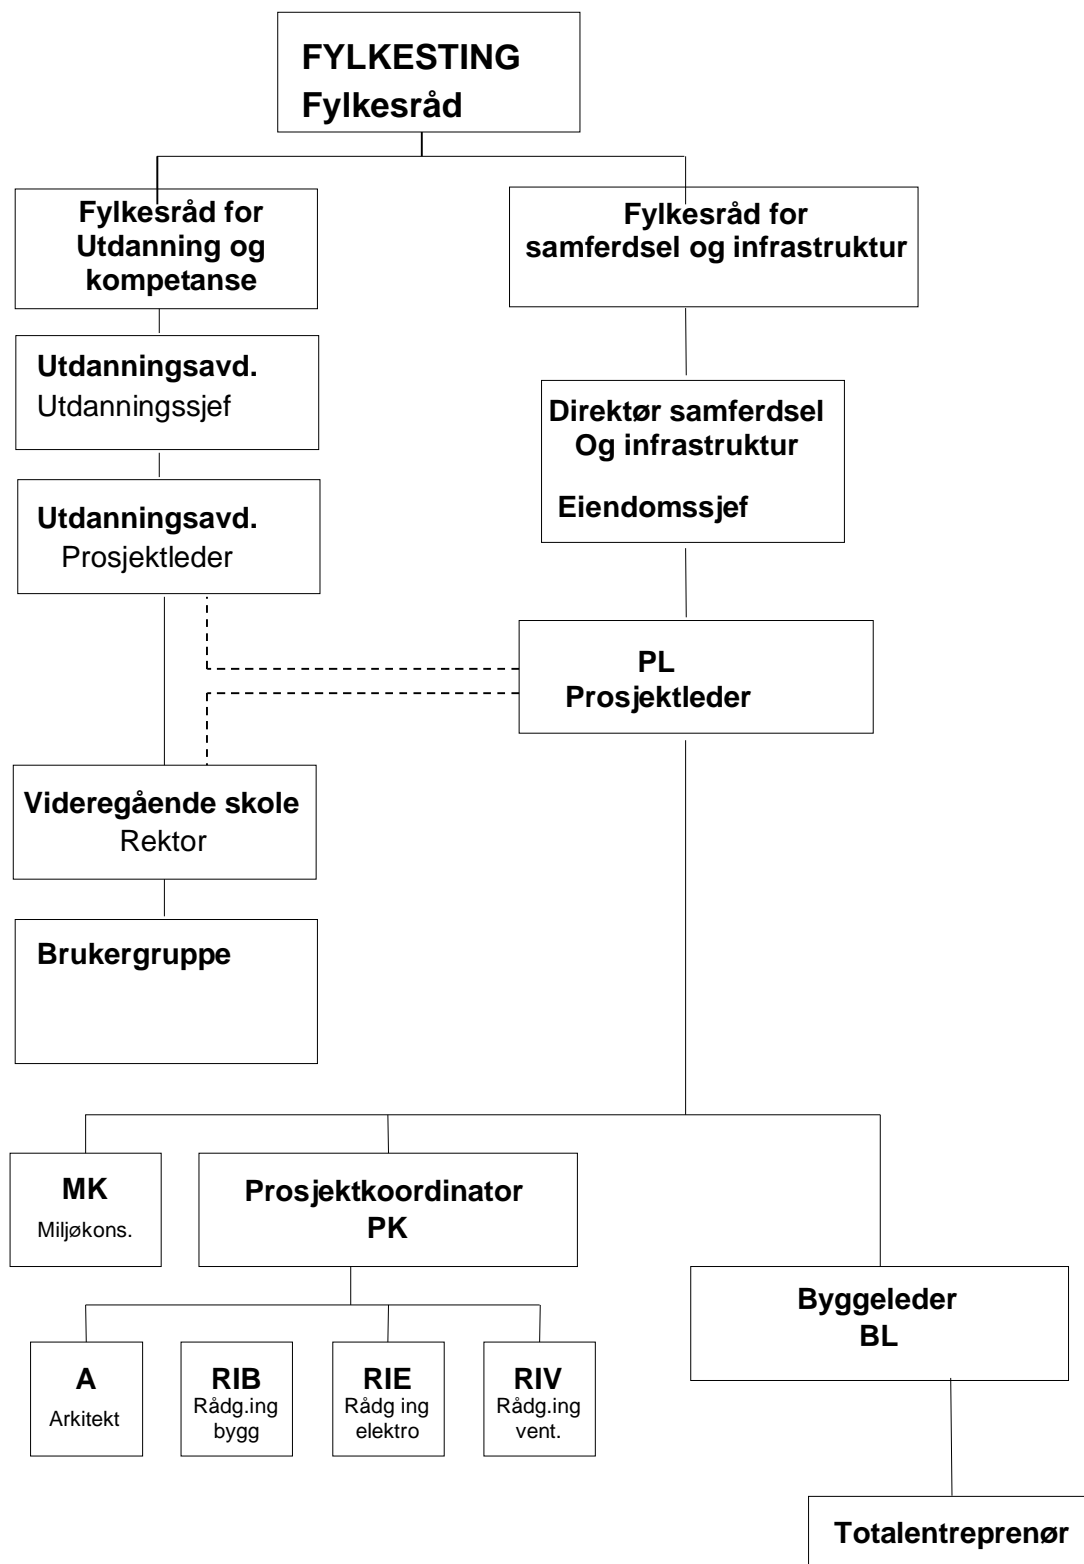 FYLKESTING
Fylkesråd
Fylkesråd for
Utdanning og
kompetanse
Fylkesråd for
samferdsel og infrastruktur
Utdanningsavd.
Utdanningssjef
Direktør samferdsel
Og infrastruktur
Eiendomssjef
Utdanningsavd.
Prosjektleder
PL
Prosjektleder
Videregående skole
Rektor
Brukergruppe
MK
Miljøkons.
Prosjektkoordinator
PK
Byggeleder
BL
A
Arkitekt
RIB
Rådg.ing
bygg
RIE
Rådg ing
elektro
RIV
Rådg.ing
vent.
Totalentreprenør